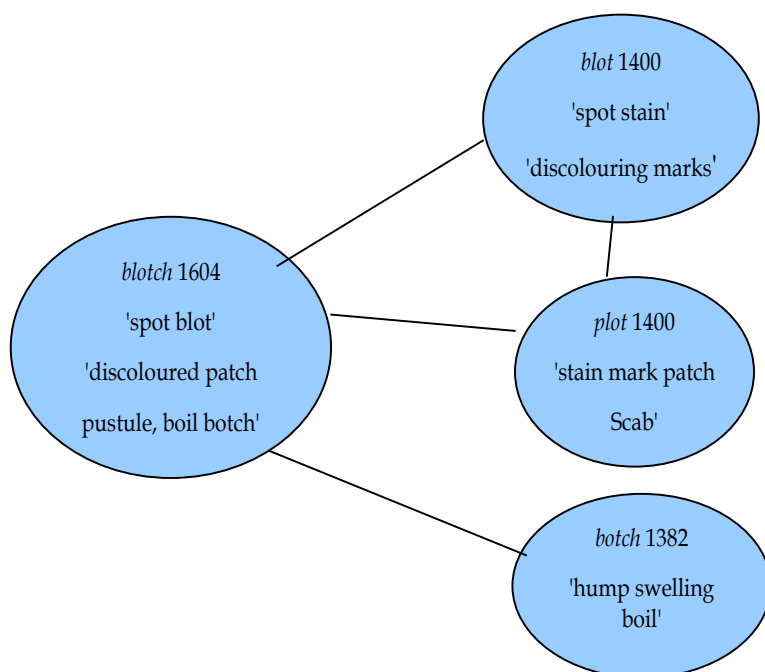 blot 1400
'spot stain'
'discolouring marks'
blotch 1604
'spot blot'
'discoloured patch
pustule, boil botch'
plot 1400
'stain mark patch
Scab'
botch 1382
'hump swelling
boil'